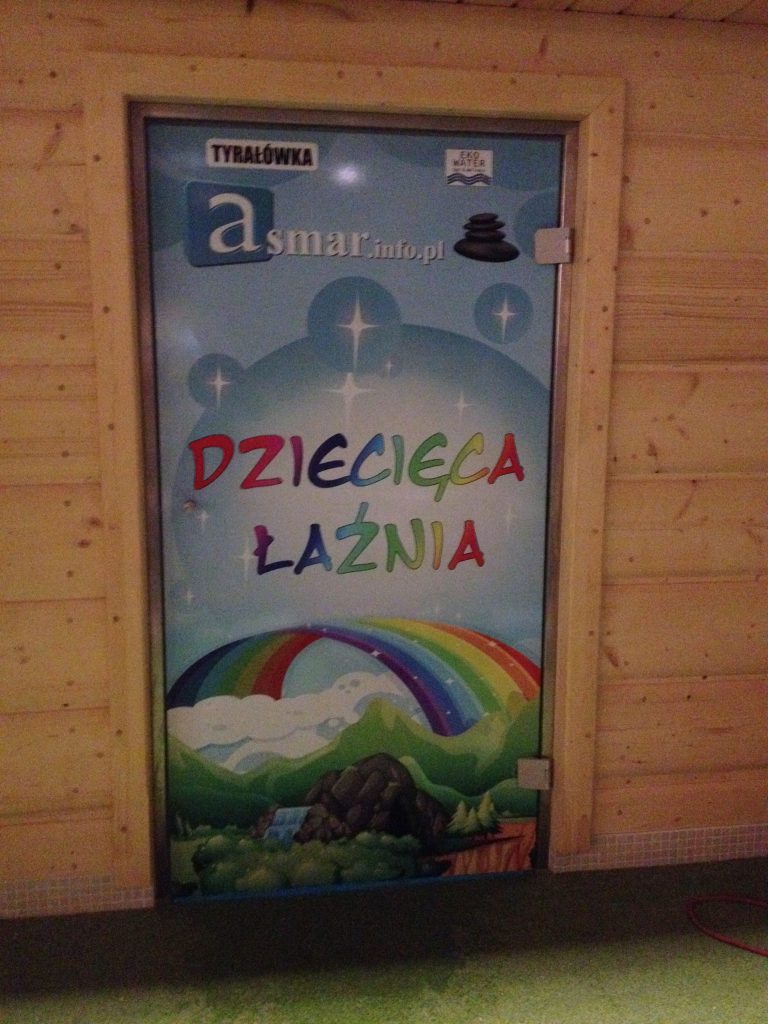 TYRAŁÓWKA
EKO
WATER
asmar.info.pl
DZIECIĘCA
ŁAŹNIA